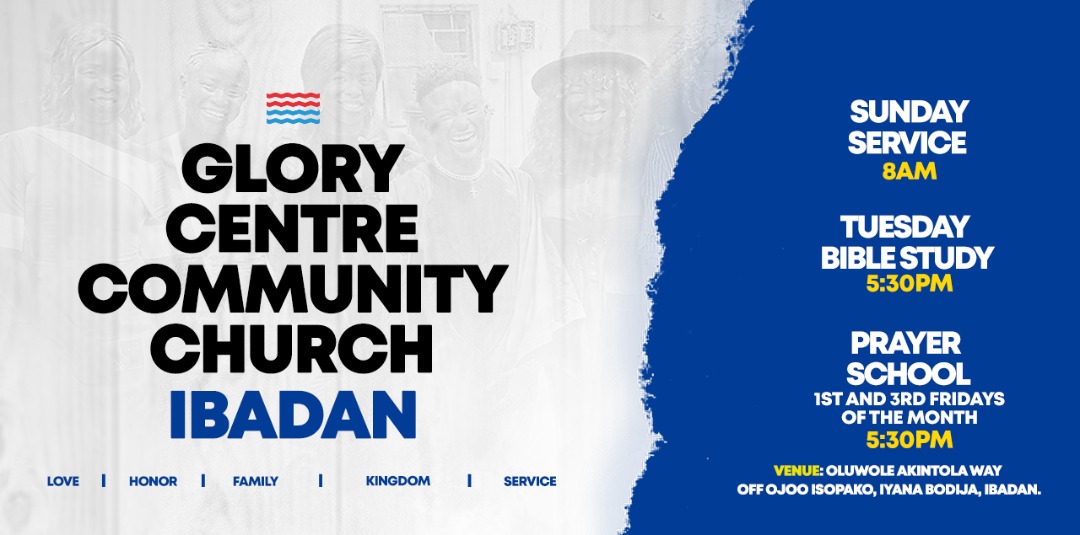 GLORY
CENTRE
COMMUNITY
CHURCH
IBADAN
LOVE | HONOR | FAMILY | KINGDOM | SERVICE
SUNDAY
SERVICE
8AM
TUESDAY
BIBLE STUDY
5:30PM
PRAYER
SCHOOL
1ST AND 3RD FRIDAYS
OF THE MONTH
5:30PM
VENUE: OLUWOLE AKINTOLA WAY
OFF OJOO ISOPAKO, IYANA BODIJA, IBADAN.